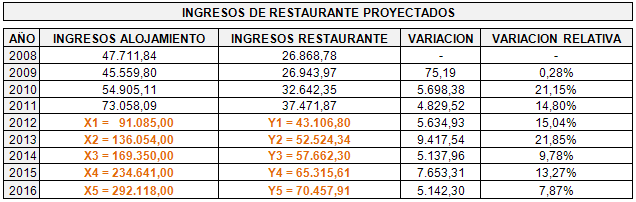 INGRESOS DE RESTAURANTE PROYECTADOS
AÑO INGRESOS ALOJAMIENTO INGRESOS RESTAURANTE VARIACION VARIACION RELATIVA
2008 47.711,84 26.868,78 - -
2009 45.559,80 26.943,97 75,19 0,28%
2010 54.905,11 32.642,35 5.698,38 21,15%
2011 73.058,09 37.471,87 4.829,52 14,80%
2012 X1 = 91.085,00 Y1 = 43.106,80 5.634,93 15,04%
2013 X2 = 136.054,00 Y2 = 52.524,34 9.417,54 21,85%
2014 X3 = 169.350,00 Y3 = 57.662,30 5.137,96 9,78%
2015 X4 = 234.641,00 Y4 = 65.315,61 7.653,31 13,27%
2016 X5 = 292.118,00 Y5 = 70.457,91 5.142,30 7,87%